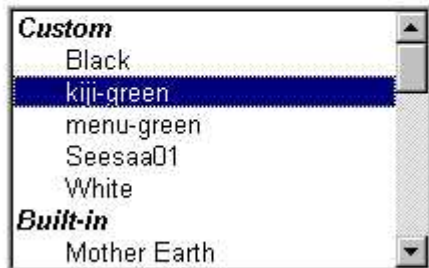 Custom
Black
kiji-green
menu-green
Seesaa01
White
Built-in
Mother Earth